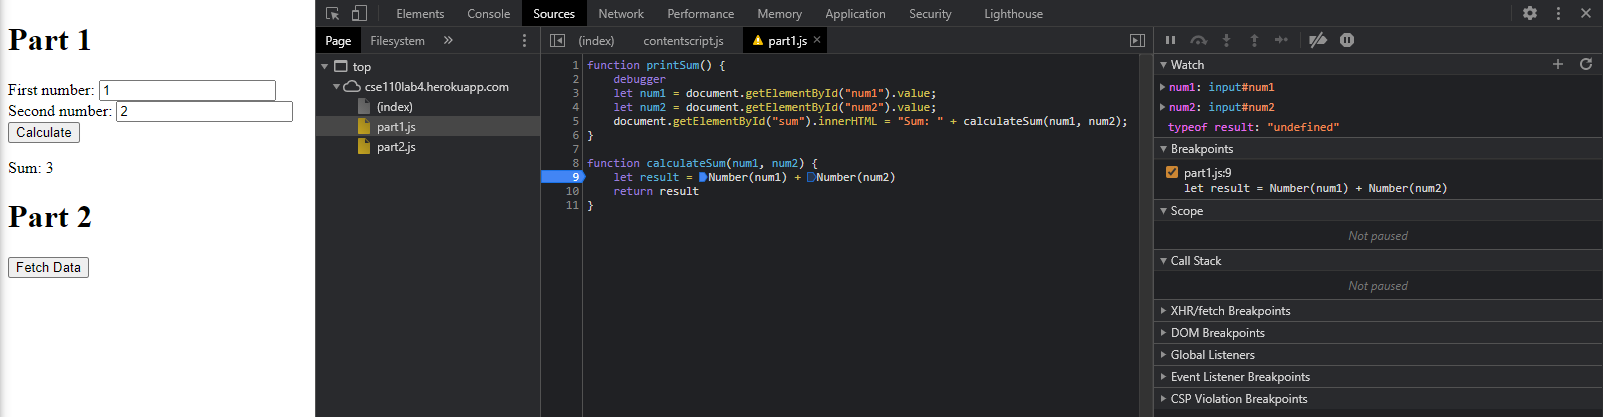 Part 1
First number: 1
Second number: 2
Calculate
Sum: 3
Part 2
Fetch Data
Elements Console Sources Network Performance Memory Application Security Lighthouse
Page Filesystem »
top
cse110lab4.herokuapp.com
(index)
part1.js
part2.js
(index) contentscript.js part1.js ×
1 function printSum() {
2 debugger
3 let num1 = document.getElementById("num1").value;
4 let num2 = document.getElementById("num2").value;
5 document.getElementById("sum").innerHTML = "Sum: " + calculateSum(num1, num2);
6 }
7
8 function calculateSum(num1, num2) {
9 let result = Number(num1) + Number(num2)
10 return result
11 }
Watch
num1: input#num1
num2: input#num2
typeof result: "undefined"
Breakpoints
part1.js:9
let result = Number(num1) + Number(num2)
Scope
Not paused
Call Stack
Not paused
XHR/fetch Breakpoints
DOM Breakpoints
Global Listeners
Event Listener Breakpoints
CSP Violation Breakpoints